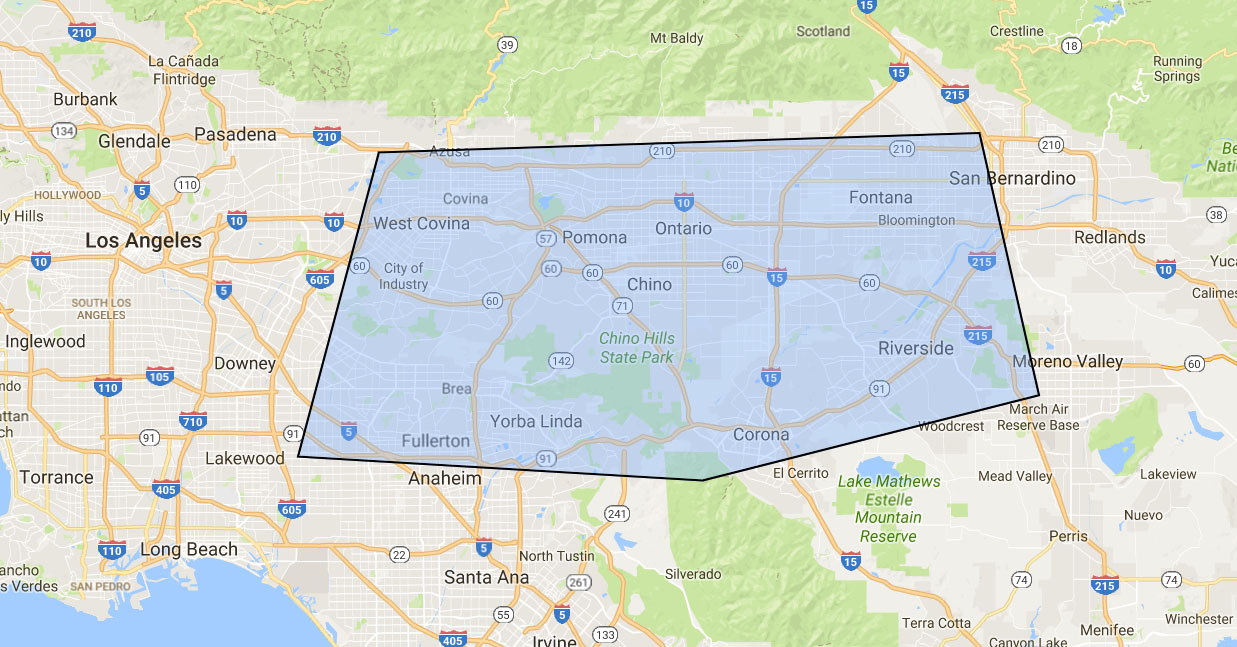 15
210
39
Mt Baldy
Scotland
Crestline
18
La Cañada
Flintridge
15
Running
Springs
215
Burbank
134
Glendale
Pasadena
210
Azusa
210
210
210
Be
Natio
San Bernardino
5
110
HOLLYWOOD
Covina
10
Fontana
ly Hills
10
10
West Covina
Ontario
Bloomington
38
Los Angeles
57
Pomona
Redlands
10
60
City of
Industry
60
60
60
215
10
Yuca
605
15
60
Chino
5
60
71
Calimes
SOUTH LOS
ANGELES
Inglewood
Chino Hills
State Park
215
Riverside
Downey
142
Moreno Valley
60
ndo
110
105
Brea
15
91
attan
ch
710
Yorba Linda
March Air
Reserve Base
Woodcrest
91
91
5
Fullerton
Corona
Lakewood
91
Torrance
Anaheim
El Cerrito
Mead Valley
Lakeview
405
Lake Mathews
Estelle
Mountain
Reserve
605
241
Nuevo
110
Long Beach
22
5
North Tustin
Perris
15
ancho
s Verdes
SAN PEDRO
Santa Ana
261
Silverado
74
215
74
55
5
Winchester
405
Irvine
133
Terra Cotta
Menifee
Canyon Lake